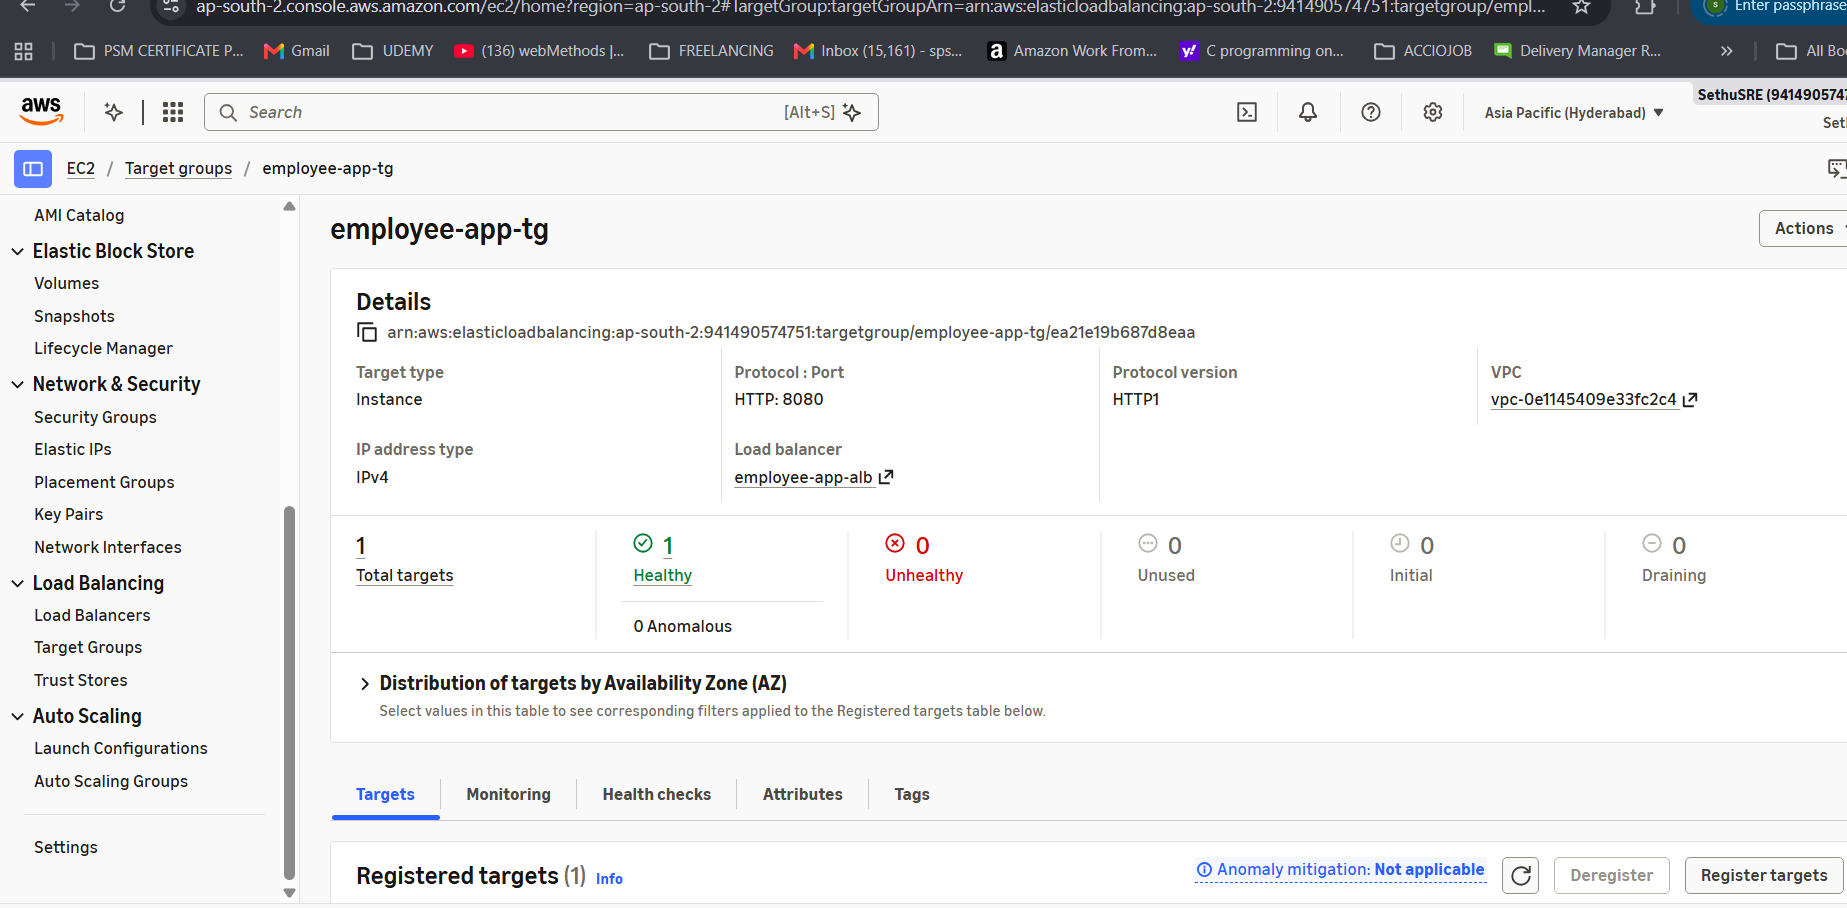 ap-south-2.console.aws.amazon.com/ec2/home?region=ap-south-2#TargetGroup:targetGroupArn=arn:aws:elasticloadbalancing:ap-south-2:941490574751:targetgroup/empl...
Enter passphrase
PSM CERTIFICATE P... Gmail UDEMY (136) webMethods |... FREELANCING Inbox (15,161) - sps... Amazon Work From... C programming on... ACCIOJOB Delivery Manager R... » All Bo
aws Search [Alt+S] Asia Pacific (Hyderabad) SethuSRE (9414905747
Set
EC2 / Target groups / employee-app-tg
AMI Catalog
Elastic Block Store
Volumes
Snapshots
Lifecycle Manager
Network & Security
Security Groups
Elastic IPs
Placement Groups
Key Pairs
Network Interfaces
Load Balancing
Load Balancers
Target Groups
Trust Stores
Auto Scaling
Launch Configurations
Auto Scaling Groups
Settings
employee-app-tg
Actions
Details
arn:aws:elasticloadbalancing:ap-south-2:941490574751:targetgroup/employee-app-tg/ea21e19b687d8eaa
Target type
Instance
Protocol : Port
HTTP: 8080
Protocol version
HTTP1
VPC
vpc-0e1145409e33fc2c4
IP address type
IPv4
Load balancer
employee-app-alb
1
Total targets
1
Healthy
0 Anomalous
0
Unhealthy
0
Unused
0
Initial
0
Draining
Distribution of targets by Availability Zone (AZ)
Select values in this table to see corresponding filters applied to the Registered targets table below.
Targets Monitoring Health checks Attributes Tags
Registered targets (1) Info
Anomaly mitigation: Not applicable
Deregister
Register targets